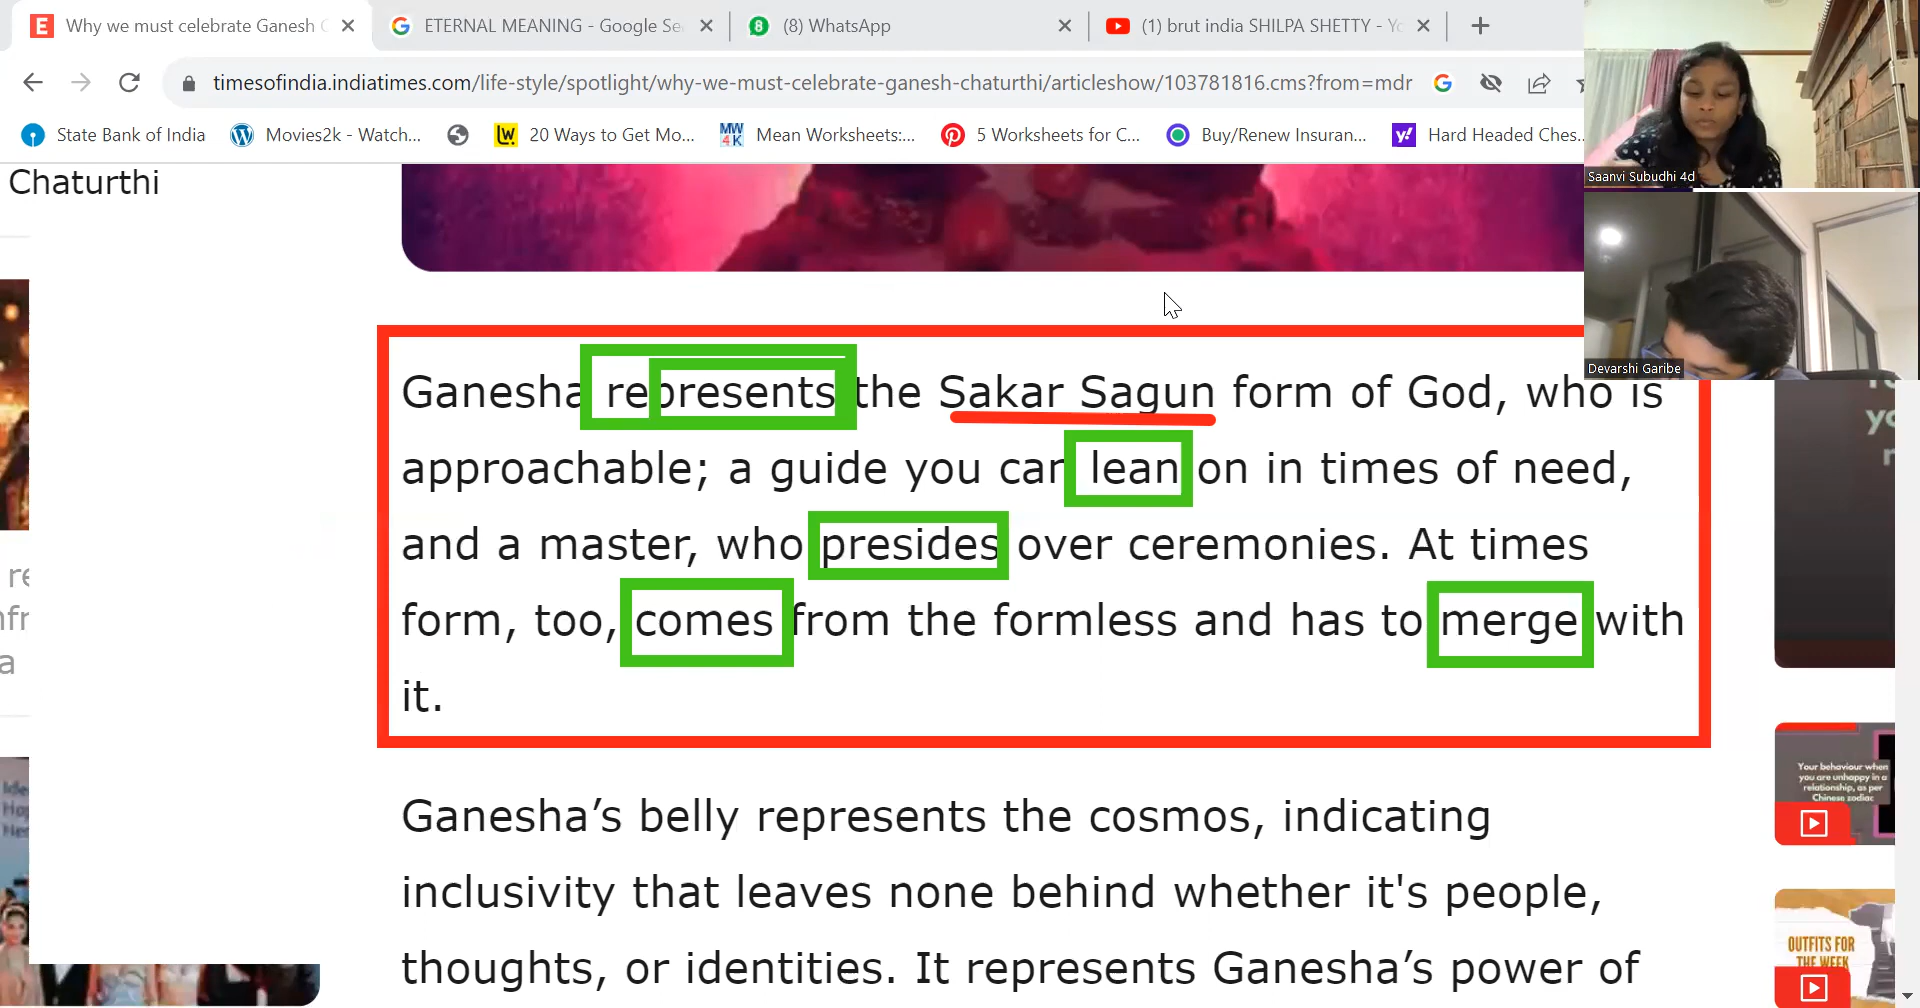 Why we must celebrate Ganesh C
ETERNAL MEANING - Google Se
(8) WhatsApp
(1) brut india SHILPA SHETTY - Yo
timesofindia.indiatimes.com/life-style/spotlight/why-we-must-celebrate-ganesh-chaturthi/articleshow/103781816.cms?from=mdr
State Bank of India
Movies2k - Watch...
20 Ways to Get Mo...
Mean Worksheets:...
5 Worksheets for C...
Buy/Renew Insuran...
Hard Headed Ches...
Saanvi Subudhi 4d
Devarshi Garibe
Chaturthi
Ganesha represents the Sakar Sagun form of God, who is
approachable; a guide you can lean on in times of need,
and a master, who presides over ceremonies. At times
form, too, comes from the formless and has to merge with
it.
Ganesha’s belly represents the cosmos, indicating
inclusivity that leaves none behind whether it's people,
thoughts, or identities. It represents Ganesha’s power of
Your behaviour when
you are unhappy in a
relationship, as per
Chinese zodiac
OUTFITS FOR
THE WEEK